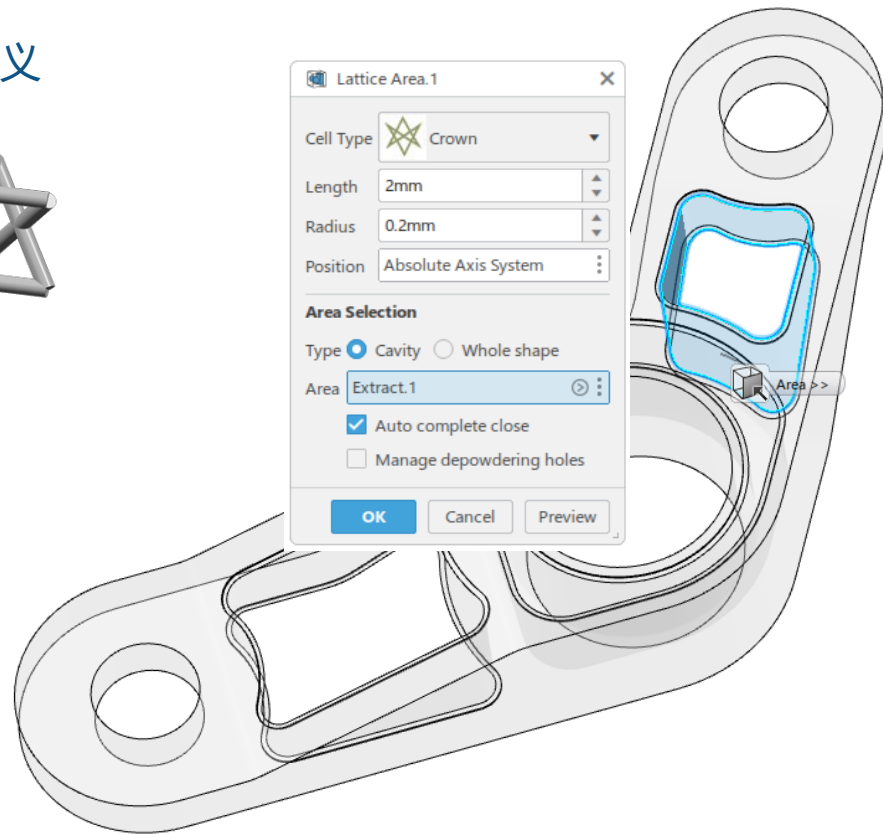 义
Lattice Area.1
Cell Type Crown
Length 2mm
Radius 0.2mm
Position Absolute Axis System
Area Selection
Type Cavity Whole shape
Area Extract.1
Auto complete close
Manage depowdering holes
OK Cancel Preview
Area >>